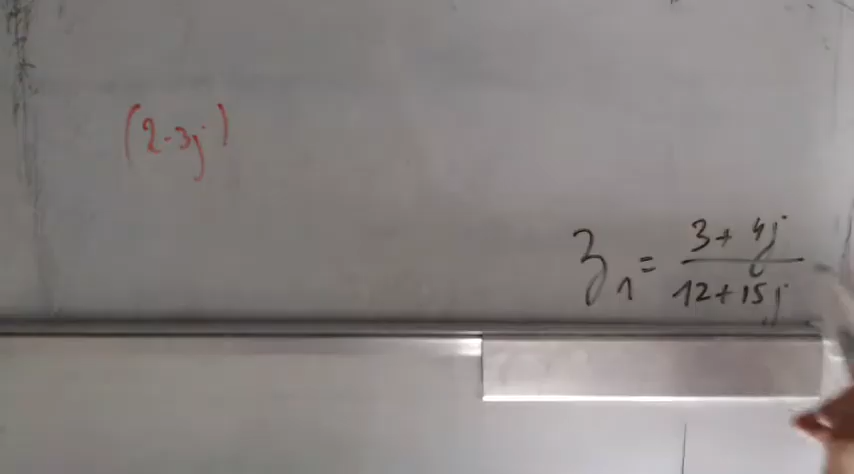 (2-3j)
z₁ = 3+4j
12+15j